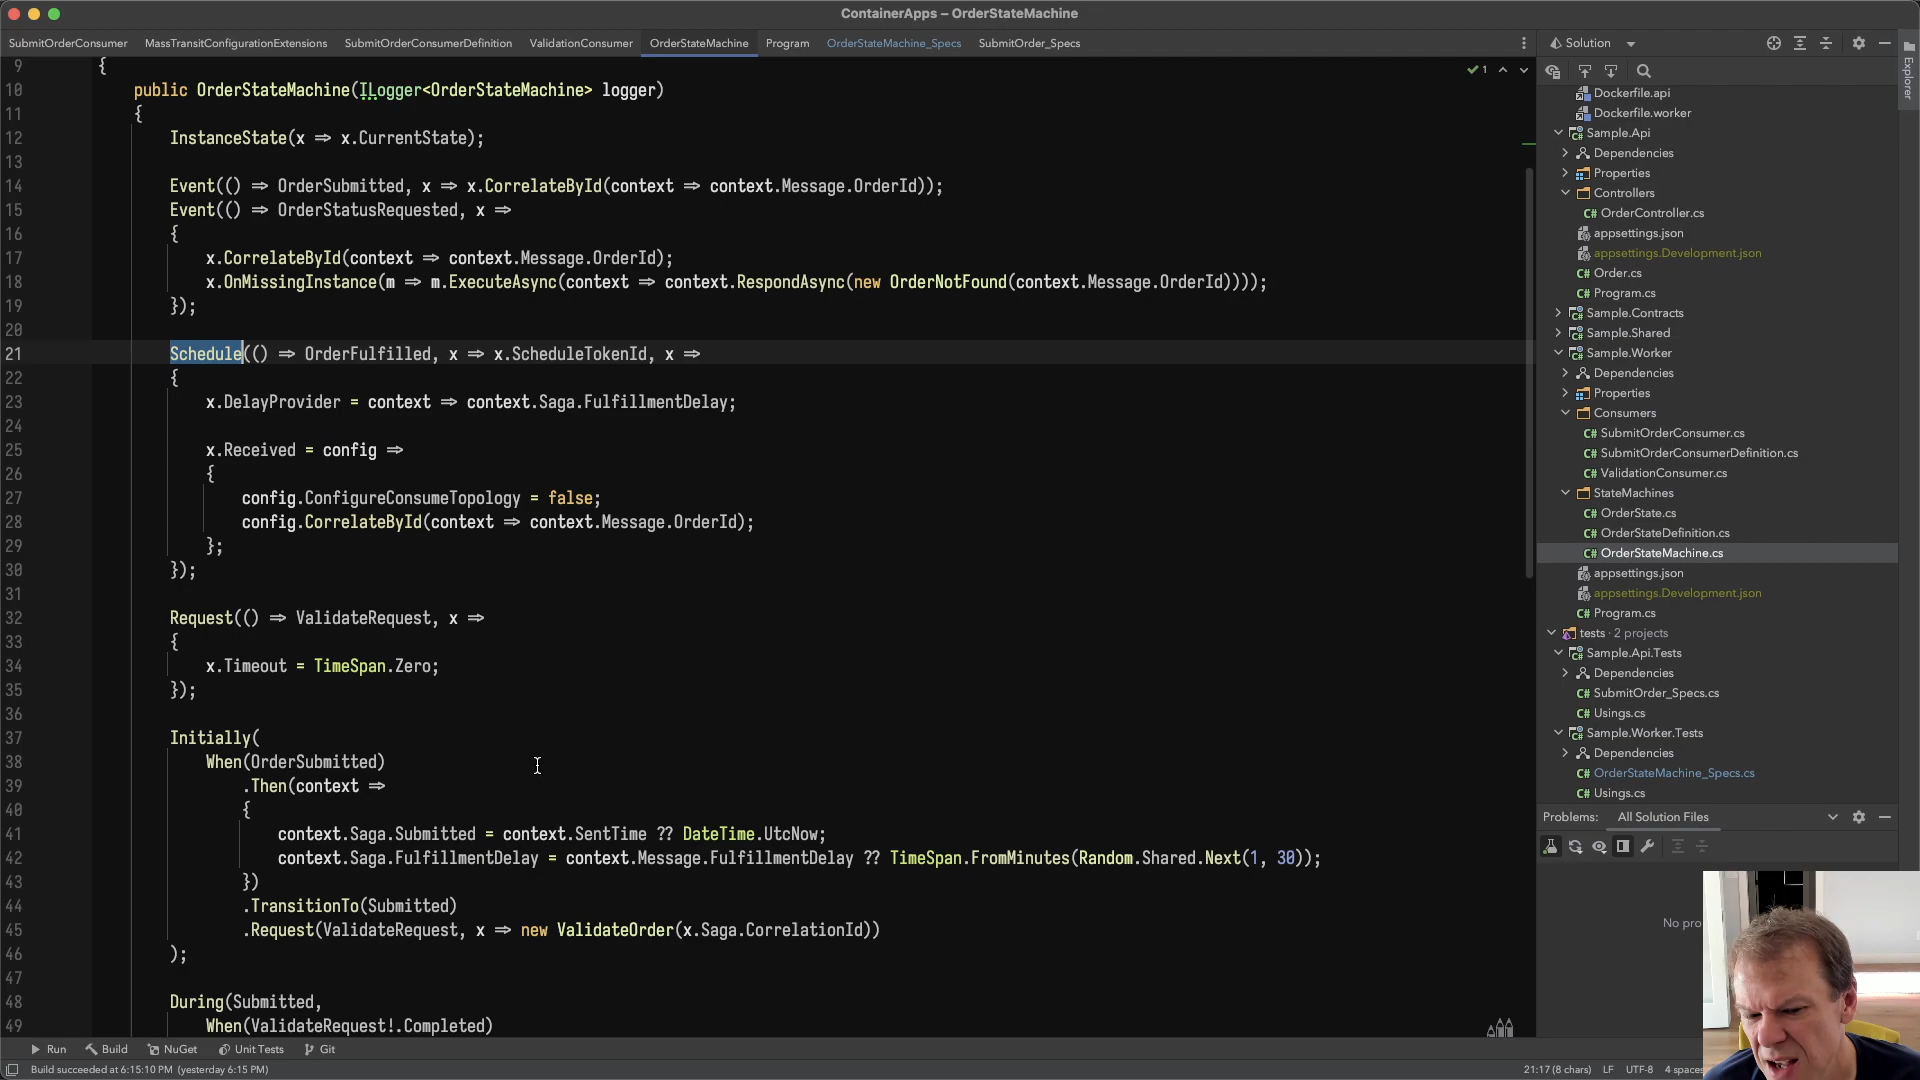 ContainerApps – OrderStateMachine
SubmitOrderConsumer MassTransitConfigurationExtensions SubmitOrderConsumerDefinition ValidationConsumer OrderStateMachine Program OrderStateMachine_Specs SubmitOrder_Specs
9 {
10 public OrderStateMachine(ILogger<OrderStateMachine> logger)
11 {
12 InstanceState(x ⇒ x.CurrentState);
13
14 Event(() ⇒ OrderSubmitted, x ⇒ x.CorrelateById(context ⇒ context.Message.OrderId));
15 Event(() ⇒ OrderStatusRequested, x ⇒
16 {
17 x.CorrelateById(context ⇒ context.Message.OrderId);
18 x.OnMissingInstance(m ⇒ m.ExecuteAsync(context ⇒ context.RespondAsync(new OrderNotFound(context.Message.OrderId))));
19 });
20
21 Schedule(() ⇒ OrderFulfilled, x ⇒ x.ScheduleTokenId, x ⇒
22 {
23 x.DelayProvider = context ⇒ context.Saga.FulfillmentDelay;
24
25 x.Received = config ⇒
26 {
27 config.ConfigureConsumeTopology = false;
28 config.CorrelateById(context ⇒ context.Message.OrderId);
29 };
30 });
31
32 Request(() ⇒ ValidateRequest, x ⇒
33 {
34 x.Timeout = TimeSpan.Zero;
35 });
36
37 Initially(
38 When(OrderSubmitted)
39 .Then(context ⇒
40 {
41 context.Saga.Submitted = context.SentTime ?? DateTime.UtcNow;
42 context.Saga.FulfillmentDelay = context.Message.FulfillmentDelay ?? TimeSpan.FromMinutes(Random.Shared.Next(1, 30));
43 })
44 .TransitionTo(Submitted)
45 .Request(ValidateRequest, x ⇒ new ValidateOrder(x.Saga.CorrelationId))
46 );
47
48 During(Submitted,
49 When(ValidateRequest!.Completed)
1
Solution
Explorer
Dockerfile.api
Dockerfile.worker
Sample.Api
Dependencies
Properties
Controllers
C# OrderController.cs
appsettings.json
appsettings.Development.json
C# Order.cs
C# Program.cs
Sample.Contracts
Sample.Shared
Sample.Worker
Dependencies
Properties
Consumers
C# SubmitOrderConsumer.cs
C# SubmitOrderConsumerDefinition.cs
C# ValidationConsumer.cs
StateMachines
C# OrderState.cs
C# OrderStateDefinition.cs
C# OrderStateMachine.cs
appsettings.json
appsettings.Development.json
C# Program.cs
tests · 2 projects
Sample.Api.Tests
Dependencies
C# SubmitOrder_Specs.cs
C# Usings.cs
Sample.Worker.Tests
Dependencies
C# OrderStateMachine_Specs.cs
C# Usings.cs
Problems: All Solution Files
No pro
Run Build NuGet Unit Tests Git
Build succeeded at 6:15:10 PM (yesterday 6:15 PM) 21:17 (8 chars) LF UTF-8 4 spaces